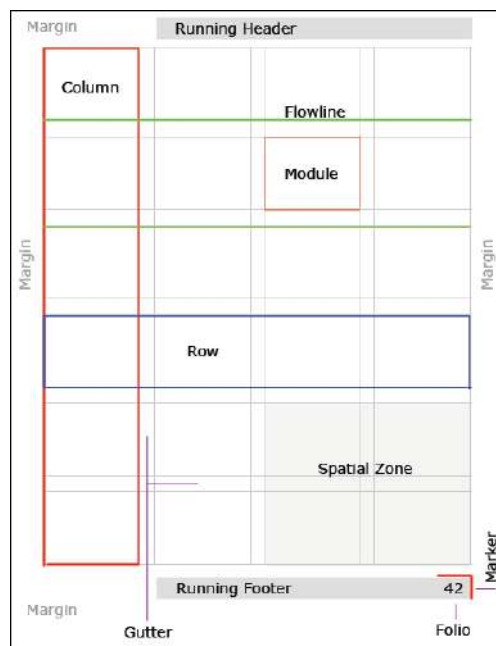 Margin
Running Header
Column
Flowline
Module
Margin
Margin
Row
Spatial Zone
Running Footer
42
Marker
Margin
Gutter
Folio